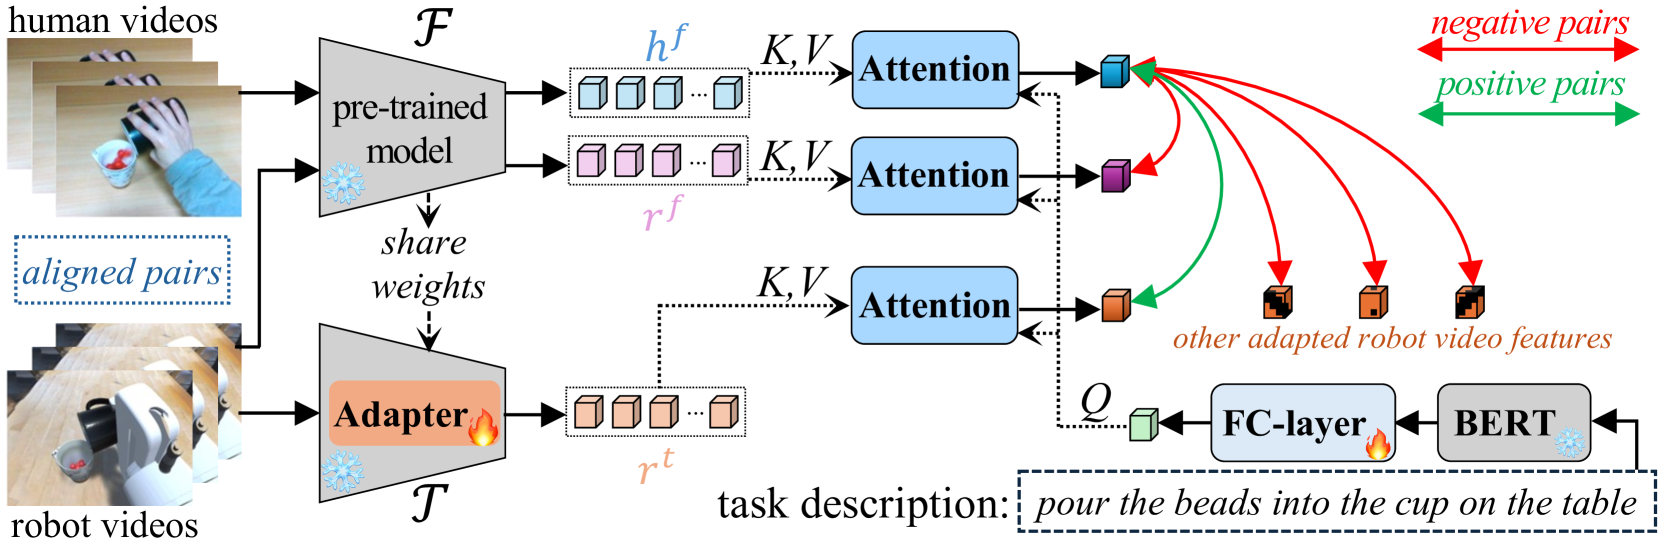 human videos
ℱ
pre-trained
model
h^f
K,V
Attention
negative pairs
positive pairs
r^f
K,V
Attention
share
weights
aligned pairs
K,V
Attention
other adapted robot video features
Adapter
r^t
𝒯
Q
FC-layer
BERT
robot videos
task description:
pour the beads into the cup on the table